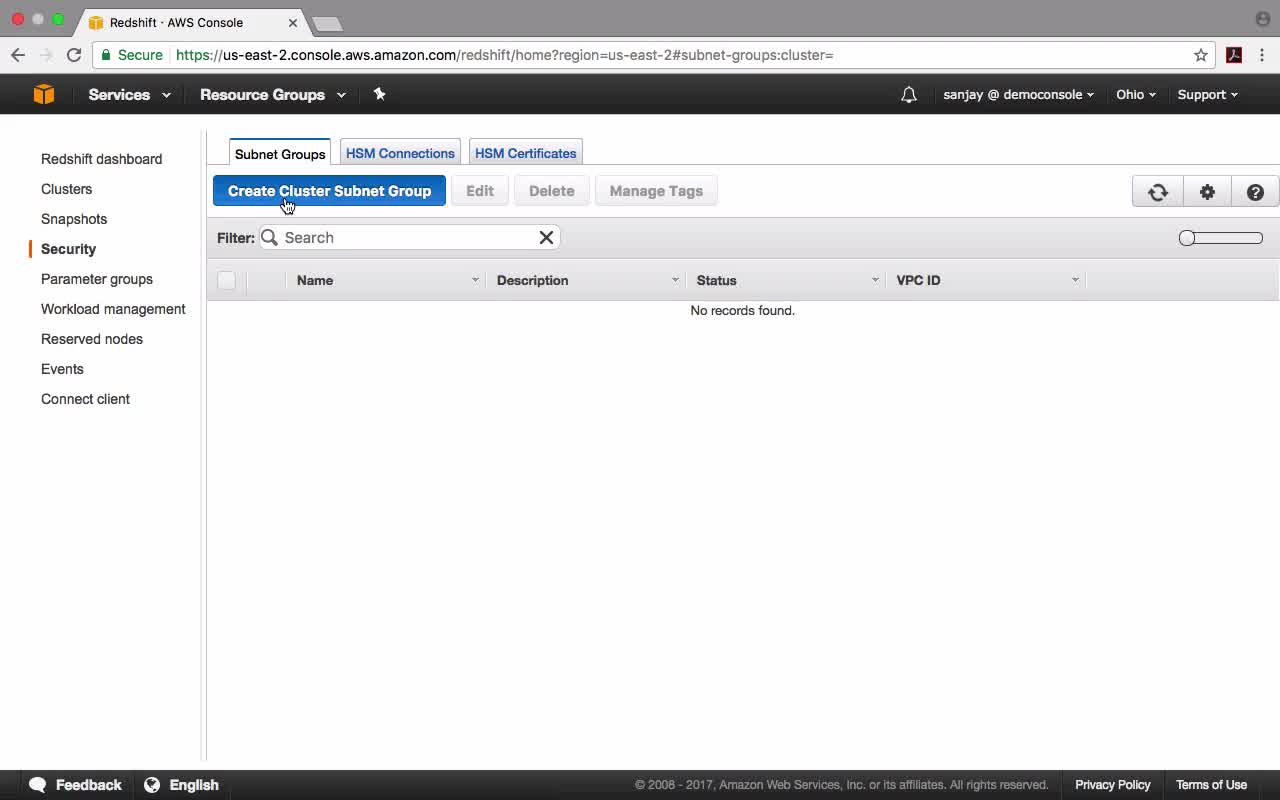 Redshift · AWS Console
Secure https://us-east-2.console.aws.amazon.com/redshift/home?region=us-east-2#subnet-groups:cluster=
Services Resource Groups sanjay @ democonsole Ohio Support
Redshift dashboard
Clusters
Snapshots
Security
Parameter groups
Workload management
Reserved nodes
Events
Connect client
Subnet Groups HSM Connections HSM Certificates
Create Cluster Subnet Group Edit Delete Manage Tags
Filter: Search
Name Description Status VPC ID
No records found.
Feedback English © 2008 - 2017, Amazon Web Services, Inc. or its affiliates. All rights reserved. Privacy Policy Terms of Use